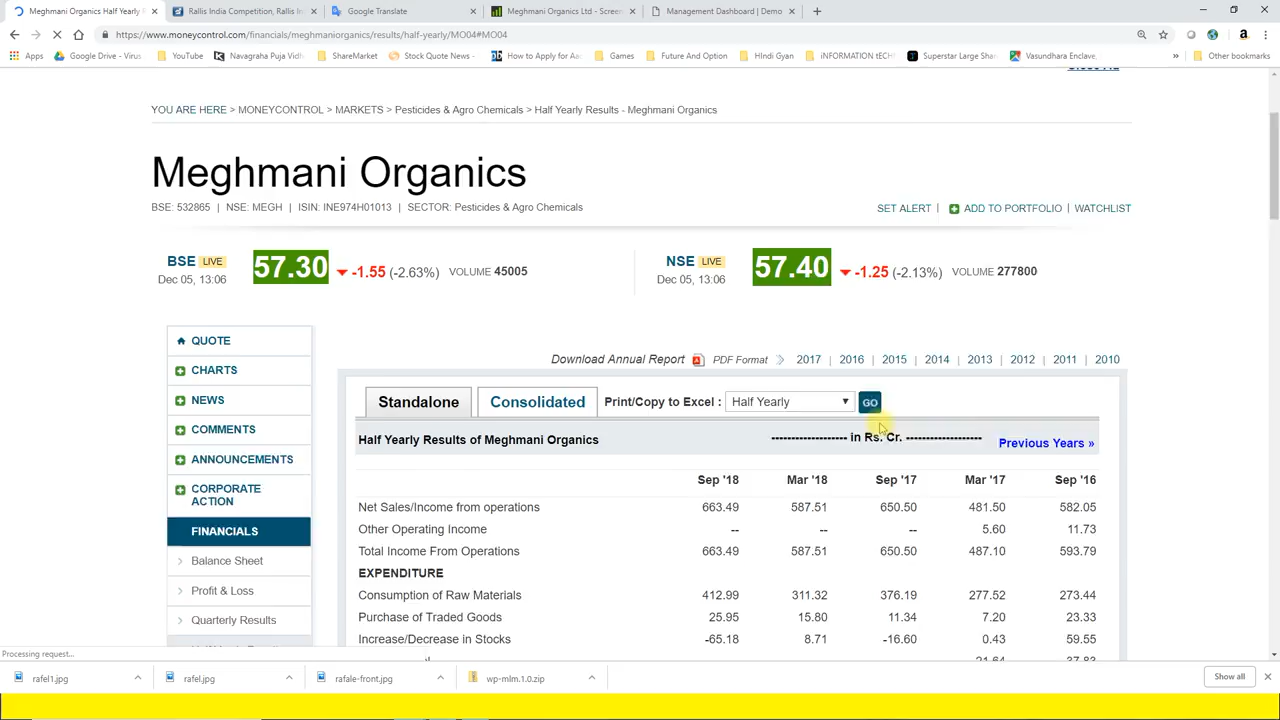 Meghmani Organics Half Yearly R
Rallis India Competition, Rallis In
Google Translate
Meghmani Organics Ltd - Screen
Management Dashboard | Demo
https://www.moneycontrol.com/financials/meghmaniorganics/results/half-yearly/MO04#MO04
Apps Google Drive - Virus YouTube Navagraha Puja Vidh ShareMarket Stock Quote News - How to Apply for Aad Games Future And Option HIndi Gyan iNFORMATION tECH Superstar Large Shar Vasundhara Enclave, » Other bookmarks
YOU ARE HERE > MONEYCONTROL > MARKETS > Pesticides & Agro Chemicals > Half Yearly Results - Meghmani Organics
Meghmani Organics
BSE: 532865 | NSE: MEGH | ISIN: INE974H01013 | SECTOR: Pesticides & Agro Chemicals
SET ALERT | ADD TO PORTFOLIO | WATCHLIST
BSE LIVE 57.30 -1.55 (-2.63%) VOLUME 45005
Dec 05, 13:06
NSE LIVE 57.40 -1.25 (-2.13%) VOLUME 277800
Dec 05, 13:06
QUOTE
CHARTS
NEWS
COMMENTS
ANNOUNCEMENTS
CORPORATE
ACTION
FINANCIALS
Balance Sheet
Profit & Loss
Quarterly Results
Download Annual Report PDF Format 2017 | 2016 | 2015 | 2014 | 2013 | 2012 | 2011 | 2010
Standalone Consolidated Print/Copy to Excel : Half Yearly GO
Half Yearly Results of Meghmani Organics ------------------- in Rs. Cr. ------------------- Previous Years »
Sep '18 Mar '18 Sep '17 Mar '17 Sep '16
Net Sales/Income from operations 663.49 587.51 650.50 481.50 582.05
Other Operating Income -- -- -- 5.60 11.73
Total Income From Operations 663.49 587.51 650.50 487.10 593.79
EXPENDITURE
Consumption of Raw Materials 412.99 311.32 376.19 277.52 273.44
Purchase of Traded Goods 25.95 15.80 11.34 7.20 23.33
Increase/Decrease in Stocks -65.18 8.71 -16.60 0.43 59.55
Processing request...
rafel1.jpg
rafel.jpg
rafale-front.jpg
wp-mlm.1.0.zip
Show all